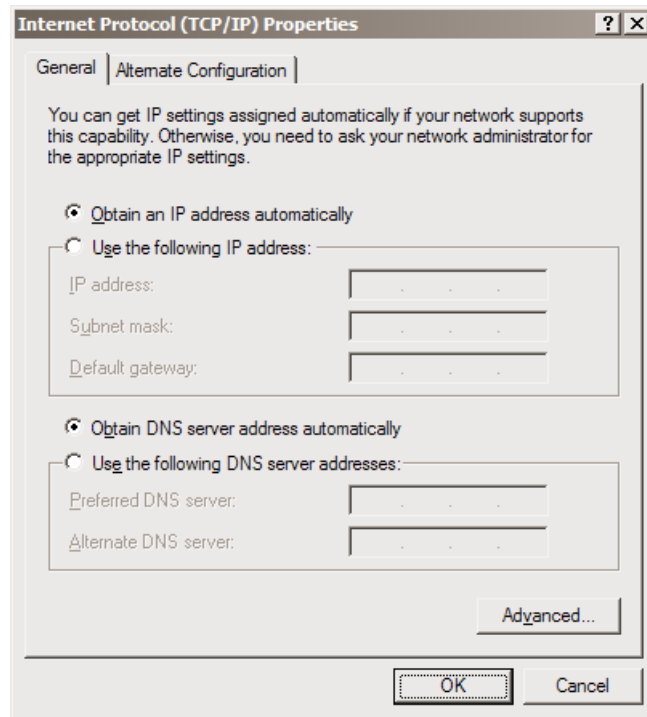 Internet Protocol (TCP/IP) Properties
General
Alternate Configuration
You can get IP settings assigned automatically if your network supports
this capability. Otherwise, you need to ask your network administrator for
the appropriate IP settings.
Obtain an IP address automatically
Use the following IP address:
IP address:
Subnet mask:
Default gateway:
Obtain DNS server address automatically
Use the following DNS server addresses:
Preferred DNS server:
Alternate DNS server:
Advanced...
OK
Cancel